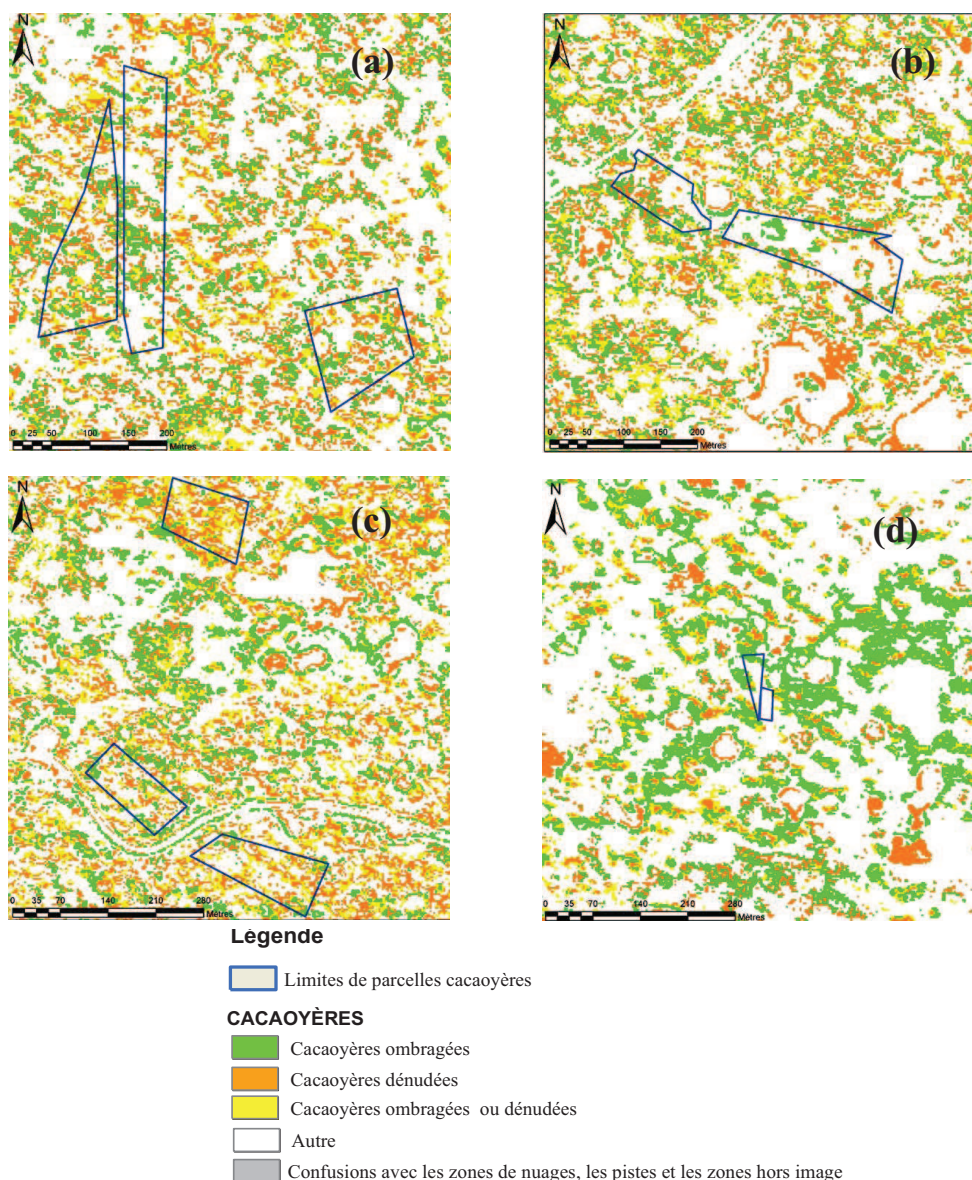 N
(a)
0 25 50 100 150 200
Mètres
N
(b)
0 25 50 100 150 200
Mètres
N
(c)
0 35 70 140 210 280
Mètres
N
(d)
0 35 70 140 210 280
Mètres
Légende
Limites de parcelles cacaoyères
CACAOYÈRES
Cacaoyères ombragées
Cacaoyères dénudées
Cacaoyères ombragées ou dénudées
Autre
Confusions avec les zones de nuages, les pistes et les zones hors image